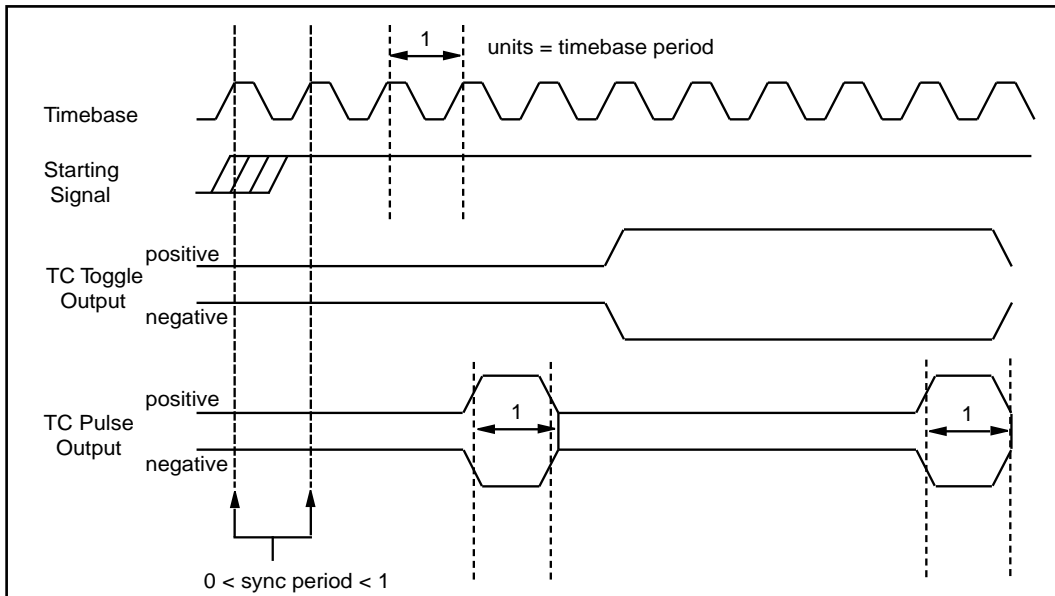 1
units = timebase period
Timebase
Starting
Signal
positive
TC Toggle
Output
negative
positive
1
1
TC Pulse
Output
negative
0 < sync period < 1